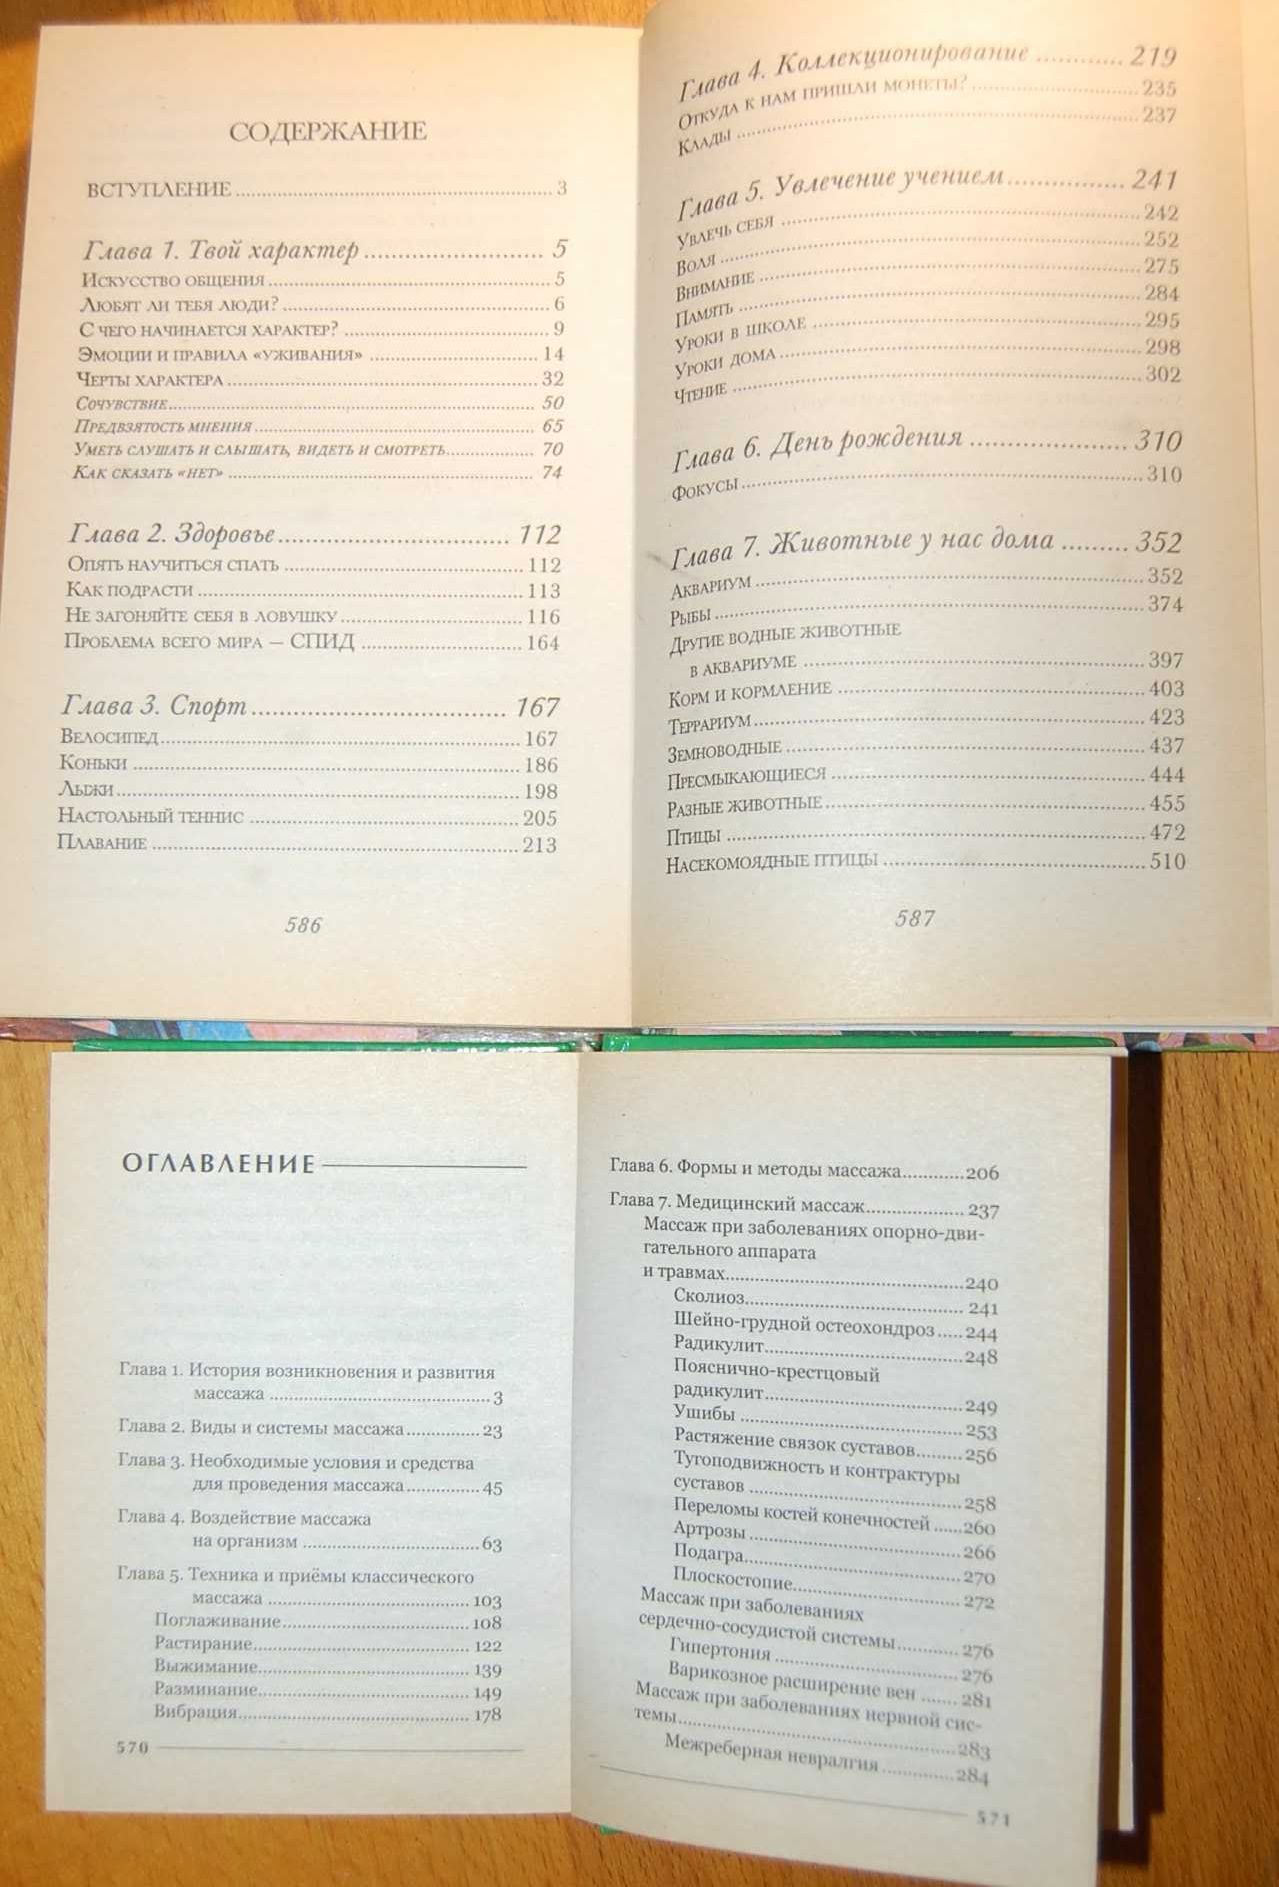 СОДЕРЖАНИЕ
ВСТУПЛЕНИЕ ........ 3
Глава 1. Твой характер ........ 5
Искусство общения ........ 5
Любят ли тебя люди? ........ 6
С чего начинается характер? ........ 9
Эмоции и правила «уживания» ........ 14
Черты характера ........ 32
Сочувствие ........ 50
Предвзятость мнения ........ 65
Уметь слушать и слышать, видеть и смотреть ........ 70
Как сказать «нет» ........ 74
Глава 2. Здоровье ........ 112
Опять научиться спать ........ 112
Как подрасти ........ 113
Не загоняйте себя в ловушку ........ 116
Проблема всего мира — СПИД ........ 164
Глава 3. Спорт ........ 167
Велосипед ........ 167
Коньки ........ 186
Лыжи ........ 198
Настольный теннис ........ 205
Плавание ........ 213
586
Глава 4. Коллекционирование ........ 219
Откуда к нам пришли монеты? ........ 235
Клады ........ 237
Глава 5. Увлечение учением ........ 241
Увлечь себя ........ 242
Воля ........ 252
Внимание ........ 275
Память ........ 284
Уроки в школе ........ 295
Уроки дома ........ 298
Чтение ........ 302
Глава 6. День рождения ........ 310
Фокусы ........ 310
Глава 7. Животные у нас дома ........ 352
Аквариум ........ 352
Рыбы ........ 374
Другие водные животные
в аквариуме ........ 397
Корм и кормление ........ 403
Террариум ........ 423
Земноводные ........ 437
Пресмыкающиеся ........ 444
Разные животные ........ 455
Птицы ........ 472
Насекомоядные птицы ........ 510
587
ОГЛАВЛЕНИЕ
Глава 1. История возникновения и развития
массажа ........ 3
Глава 2. Виды и системы массажа ........ 23
Глава 3. Необходимые условия и средства
для проведения массажа ........ 45
Глава 4. Воздействие массажа
на организм ........ 63
Глава 5. Техника и приёмы классического
массажа ........ 103
Поглаживание ........ 108
Растирание ........ 122
Выжимание ........ 139
Разминание ........ 149
Вибрация ........ 178
570
Глава 6. Формы и методы массажа ........ 206
Глава 7. Медицинский массаж ........ 237
Массаж при заболеваниях опорно-дви-
гательного аппарата
и травмах ........ 240
Сколиоз ........ 241
Шейно-грудной остеохондроз ..... 244
Радикулит ........ 248
Пояснично-крестцовый
радикулит ........ 249
Ушибы ........ 253
Растяжение связок суставов ........ 256
Тугоподвижность и контрактуры
суставов ........ 258
Переломы костей конечностей ...... 260
Артрозы ........ 266
Подагра ........ 270
Плоскостопие ........ 272
Массаж при заболеваниях
сердечно-сосудистой системы ........ 276
Гипертония ........ 276
Варикозное расширение вен ....... 281
Массаж при заболеваниях нервной сис-
темы ........ 283
Межреберная невралгия ........ 284
571